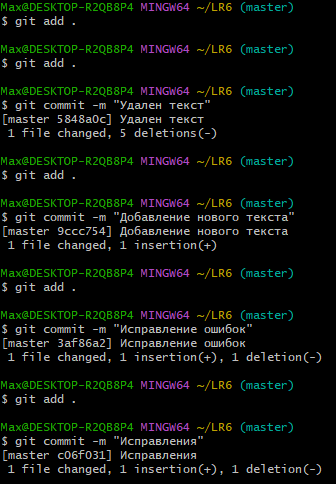 Max@DESKTOP-R2QB8P4 MINGW64 ~/LR6 (master)
$ git add .
Max@DESKTOP-R2QB8P4 MINGW64 ~/LR6 (master)
$ git add .
Max@DESKTOP-R2QB8P4 MINGW64 ~/LR6 (master)
$ git commit -m "Удален текст"
[master 5848a0c] Удален текст
 1 file changed, 5 deletions(-)
Max@DESKTOP-R2QB8P4 MINGW64 ~/LR6 (master)
$ git add .
Max@DESKTOP-R2QB8P4 MINGW64 ~/LR6 (master)
$ git commit -m "Добавление нового текста"
[master 9ccc754] Добавление нового текста
 1 file changed, 1 insertion(+)
Max@DESKTOP-R2QB8P4 MINGW64 ~/LR6 (master)
$ git add .
Max@DESKTOP-R2QB8P4 MINGW64 ~/LR6 (master)
$ git commit -m "Исправление ошибок"
[master 3af86a2] Исправление ошибок
 1 file changed, 1 insertion(+), 1 deletion(-)
Max@DESKTOP-R2QB8P4 MINGW64 ~/LR6 (master)
$ git add .
Max@DESKTOP-R2QB8P4 MINGW64 ~/LR6 (master)
$ git commit -m "Исправления"
[master c06f031] Исправления
 1 file changed, 1 insertion(+), 1 deletion(-)